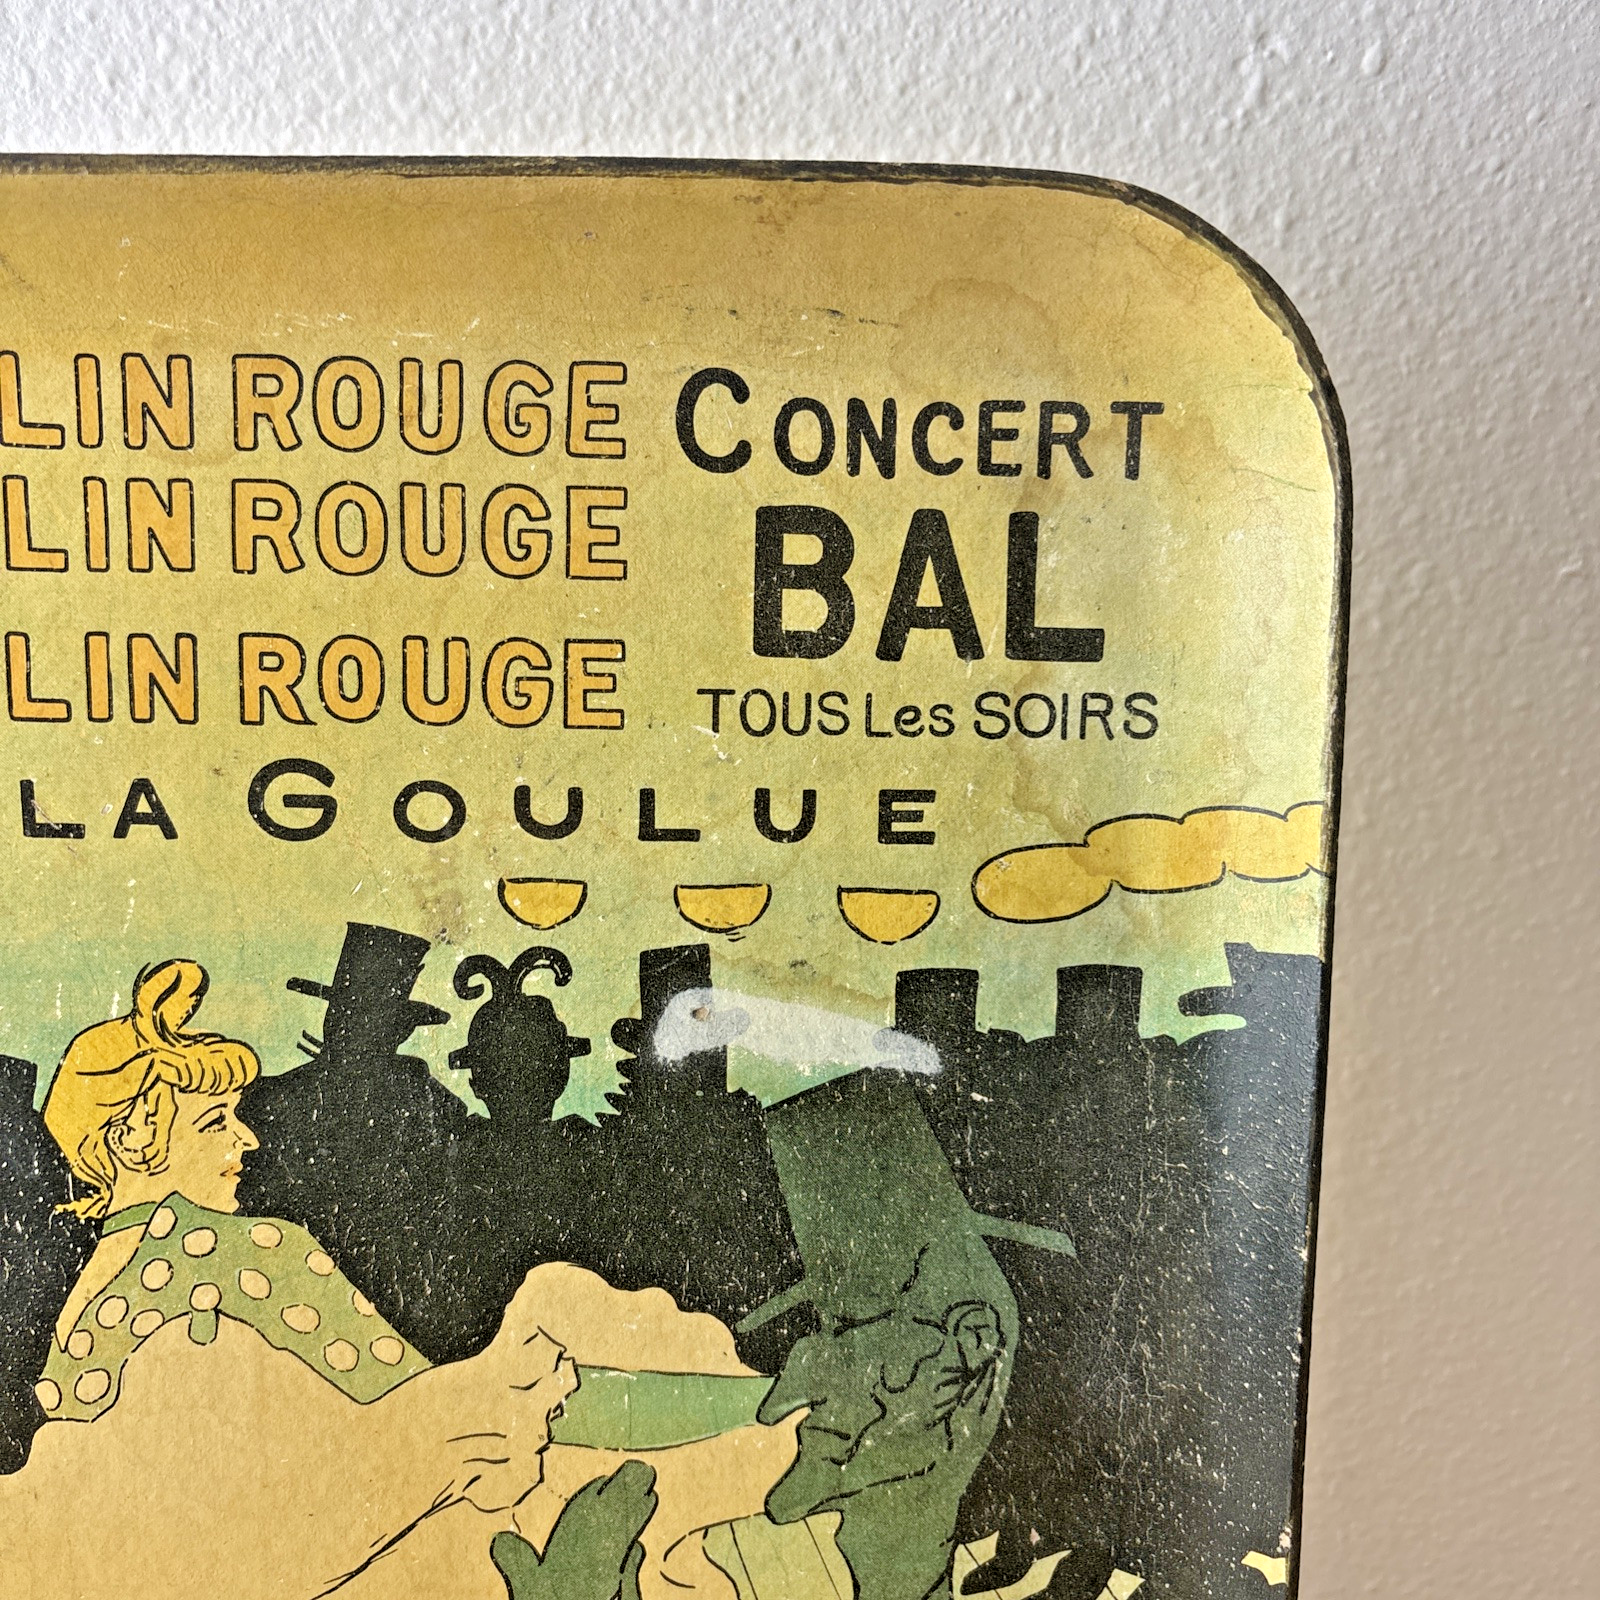 LIN ROUGE CONCERT
LIN ROUGE BAL
LIN ROUGE TOUS Les SOIRS
LA GOULUE